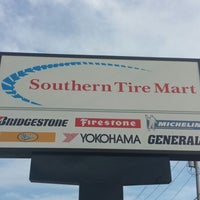 Southern Tire Mart
BRIDGESTONE Firestone MICHELIN
YOKOHAMA GENERAL